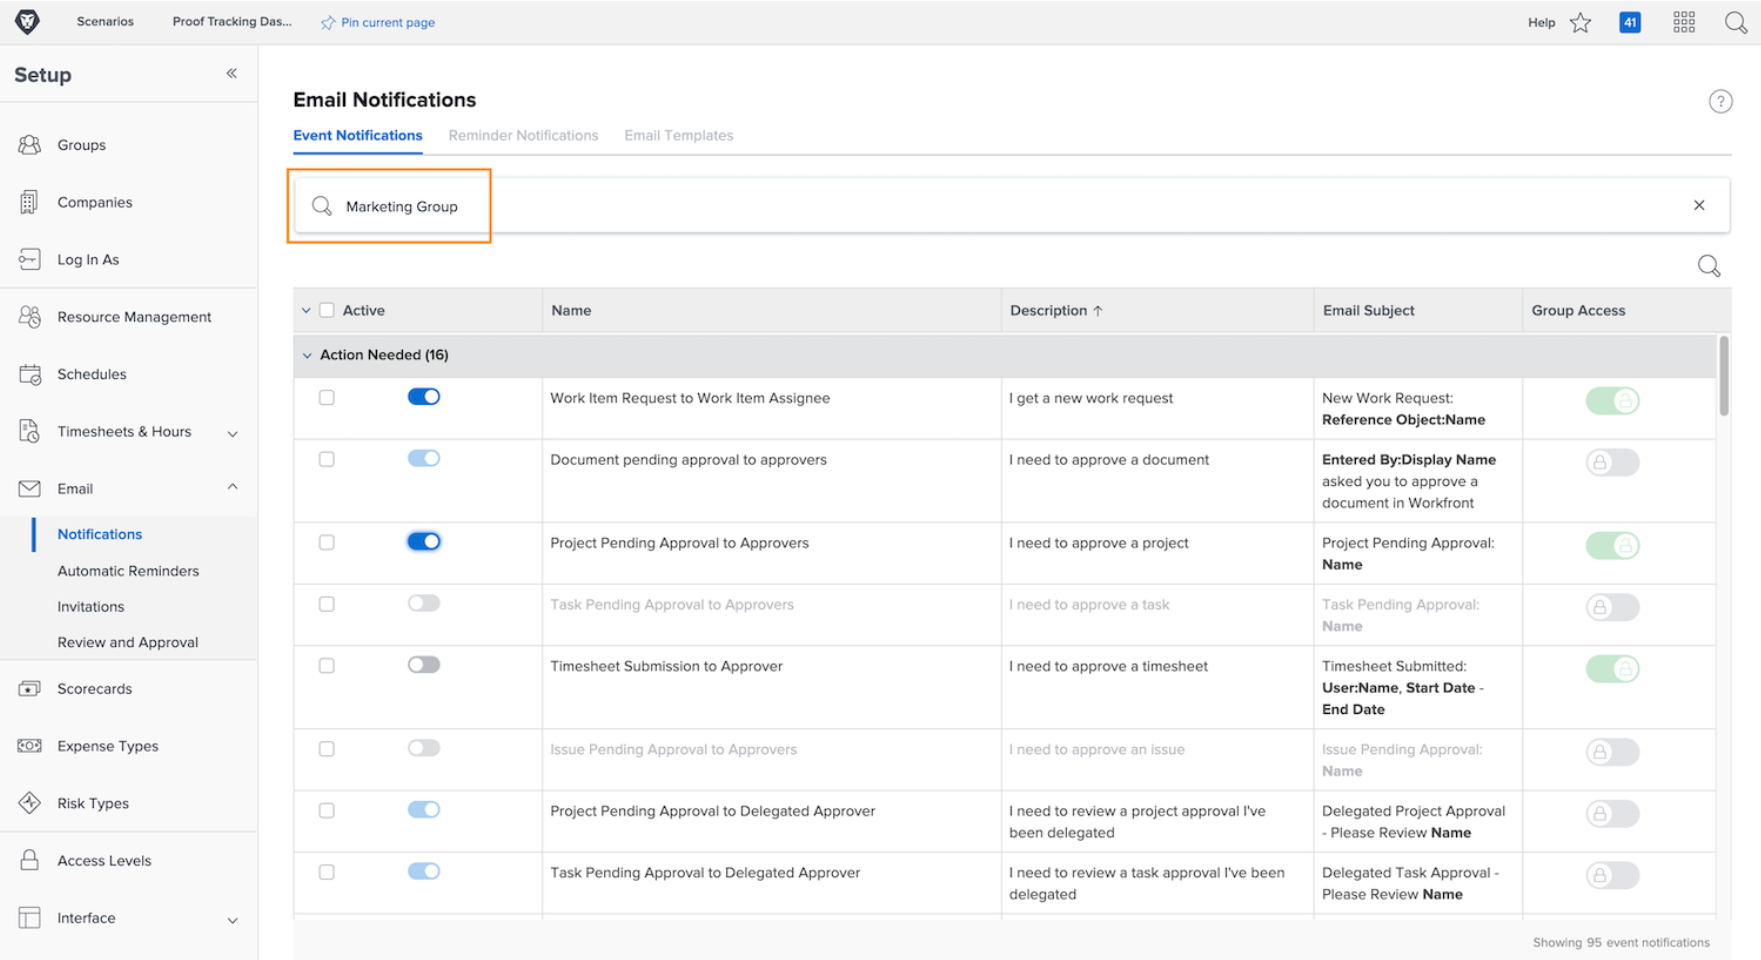 Scenarios
Proof Tracking Das...
Pin current page
Help
41
Setup
«
Groups
Companies
Log In As
Resource Management
Schedules
Timesheets & Hours
Email
Notifications
Automatic Reminders
Invitations
Review and Approval
Scorecards
Expense Types
Risk Types
Access Levels
Interface
Email Notifications
?
Event Notifications Reminder Notifications Email Templates
Marketing Group
Active Name Description ↑ Email Subject Group Access
Action Needed (16)
Work Item Request to Work Item Assignee
I get a new work request
New Work Request:
Reference Object:Name
Document pending approval to approvers
I need to approve a document
Entered By:Display Name
asked you to approve a
document in Workfront
Project Pending Approval to Approvers
I need to approve a project
Project Pending Approval:
Name
Task Pending Approval to Approvers
I need to approve a task
Task Pending Approval:
Name
Timesheet Submission to Approver
I need to approve a timesheet
Timesheet Submitted:
User:Name, Start Date -
End Date
Issue Pending Approval to Approvers
I need to approve an issue
Issue Pending Approval:
Name
Project Pending Approval to Delegated Approver
I need to review a project approval I've
been delegated
Delegated Project Approval
- Please Review Name
Task Pending Approval to Delegated Approver
I need to review a task approval I've been
delegated
Delegated Task Approval -
Please Review Name
Showing 95 event notifications